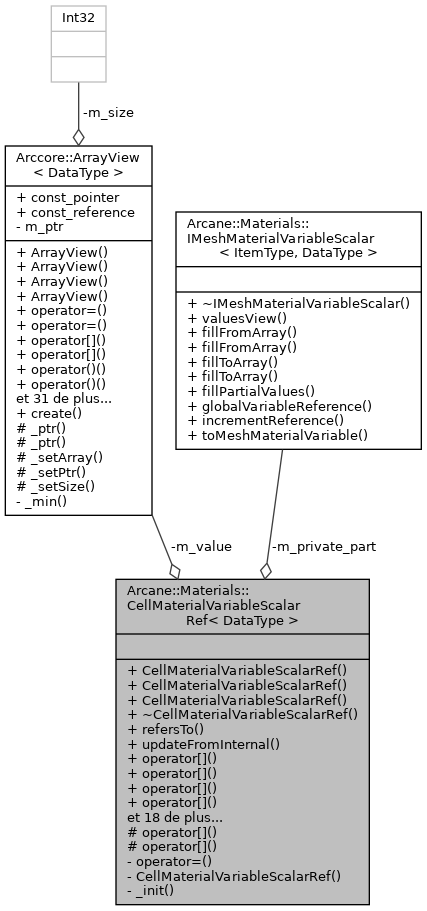 Int32
-m_size
Arccore::ArrayView
< DataType >
+ const_pointer
+ const_reference
- m_ptr
+ ArrayView()
+ ArrayView()
+ ArrayView()
+ ArrayView()
+ operator=()
+ operator=()
+ operator[]()
+ operator[]()
+ operator()()
+ operator()()
et 31 de plus...
+ create()
# _ptr()
# _ptr()
# _setArray()
# _setPtr()
# _setSize()
- _min()
Arcane::Materials::
IMeshMaterialVariableScalar
< ItemType, DataType >
+ ~IMeshMaterialVariableScalar()
+ valuesView()
+ fillFromArray()
+ fillFromArray()
+ fillToArray()
+ fillToArray()
+ fillPartialValues()
+ globalVariableReference()
+ incrementReference()
+ toMeshMaterialVariable()
-m_value
-m_private_part
Arcane::Materials::
CellMaterialVariableScalar
Ref< DataType >
+ CellMaterialVariableScalarRef()
+ CellMaterialVariableScalarRef()
+ CellMaterialVariableScalarRef()
+ ~CellMaterialVariableScalarRef()
+ refersTo()
+ updateFromInternal()
+ operator[]()
+ operator[]()
+ operator[]()
+ operator[]()
et 18 de plus...
# operator[]()
# operator[]()
- operator=()
- CellMaterialVariableScalarRef()
- _init()